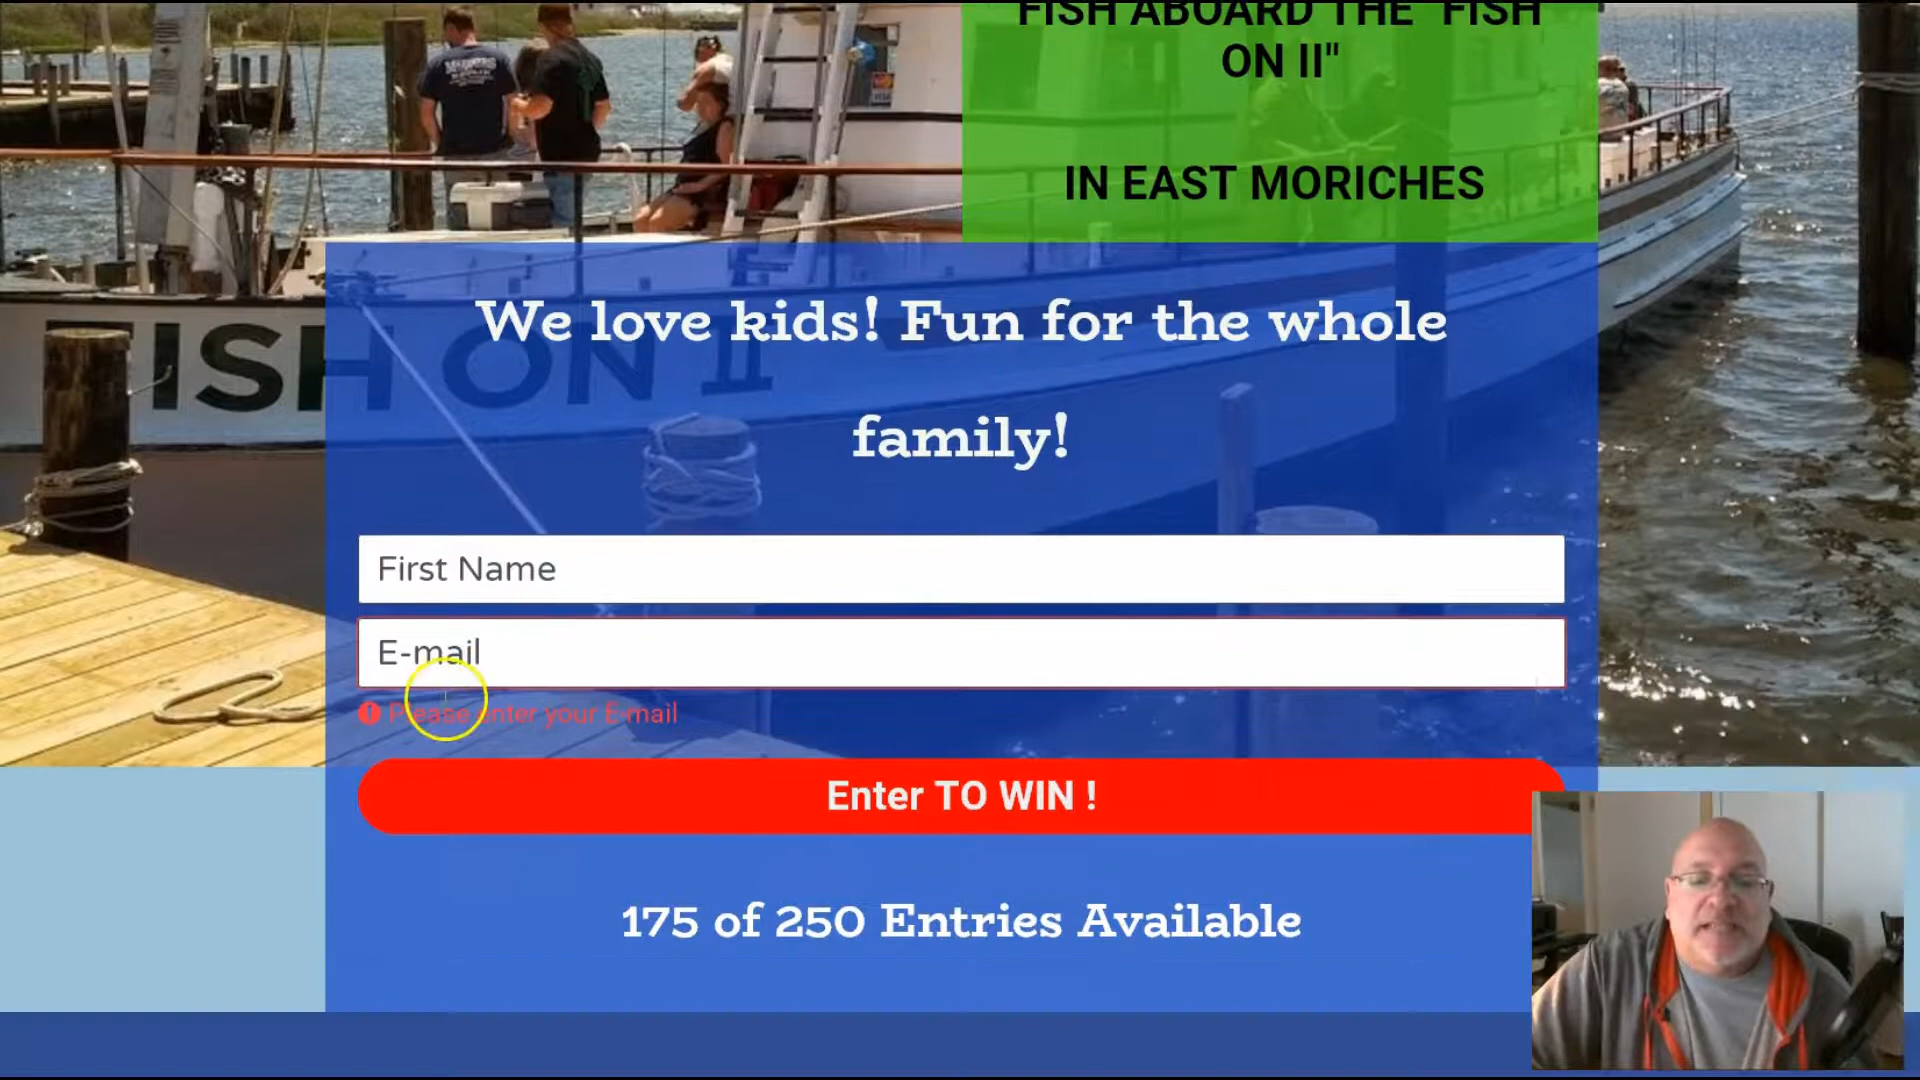 FISH ABOARD THE "FISH
ON II"
IN EAST MORICHES
FISH ON II
We love kids! Fun for the whole
family!
First Name
E-mail
Please enter your E-mail
Enter TO WIN !
175 of 250 Entries Available